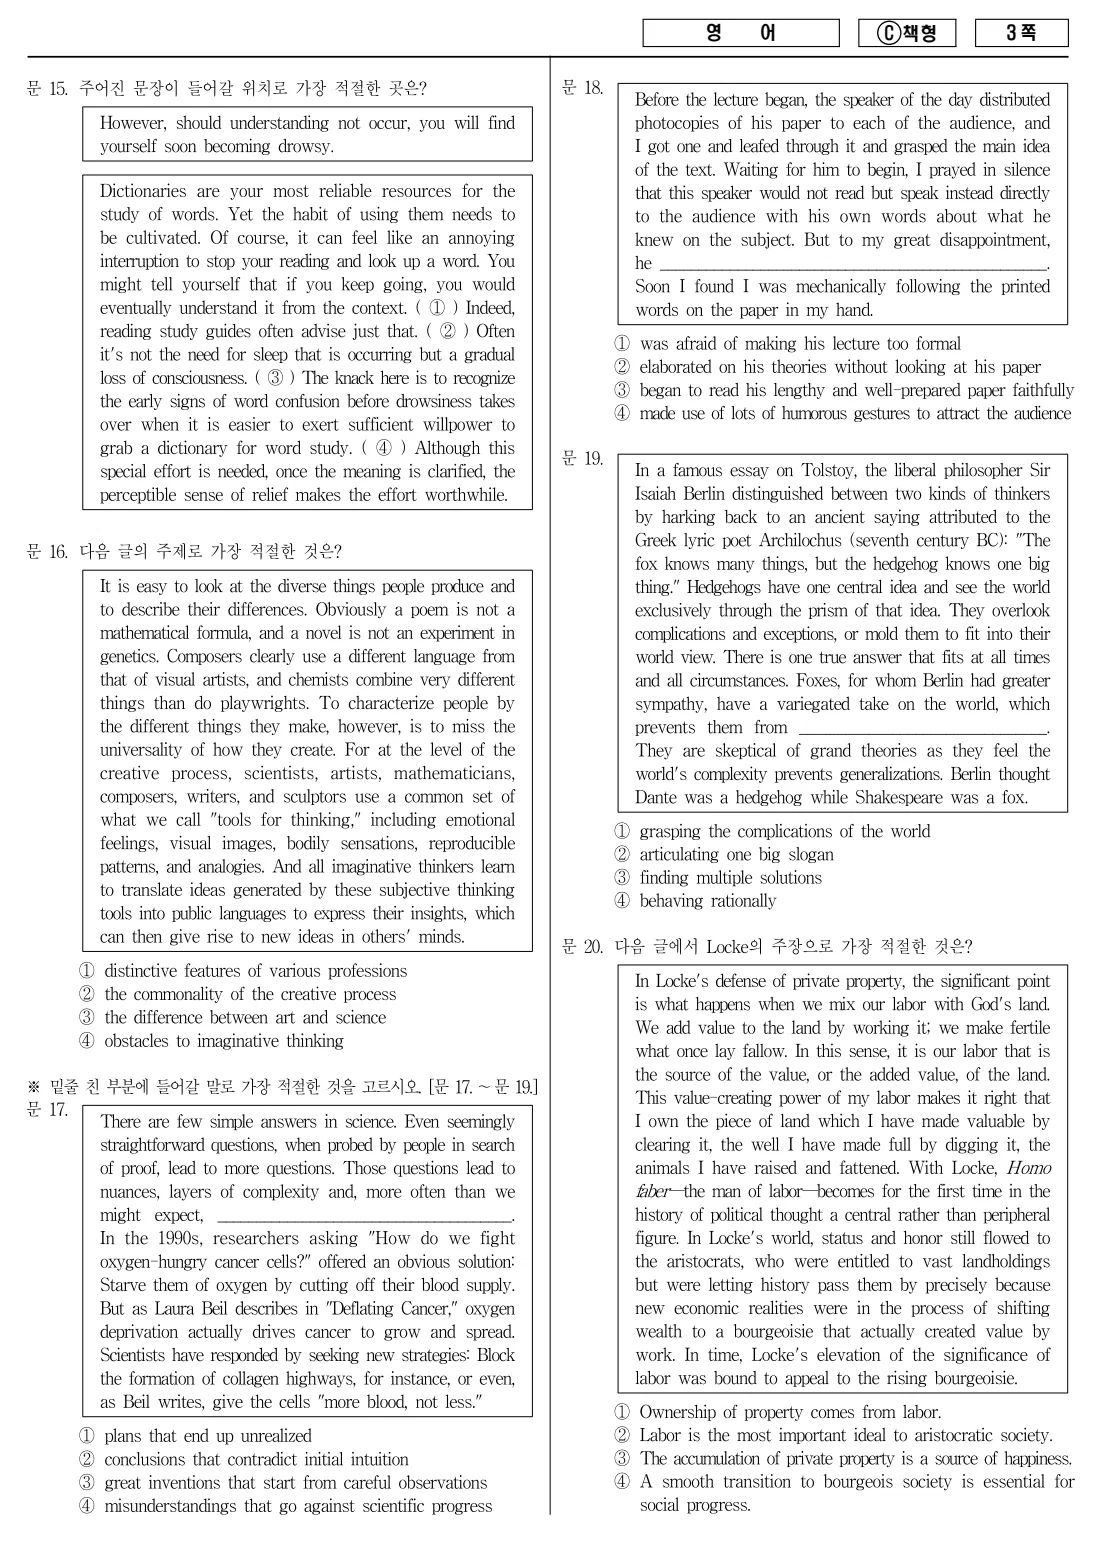 영 어
Ⓒ책형
3쪽
문 15. 주어진 문장이 들어갈 위치로 가장 적절한 곳은?
However, should understanding not occur, you will find
yourself soon becoming drowsy.
Dictionaries are your most reliable resources for the
study of words. Yet the habit of using them needs to
be cultivated. Of course, it can feel like an annoying
interruption to stop your reading and look up a word. You
might tell yourself that if you keep going, you would
eventually understand it from the context. ( ① ) Indeed,
reading study guides often advise just that. ( ② ) Often
it's not the need for sleep that is occurring but a gradual
loss of consciousness. ( ③ ) The knack here is to recognize
the early signs of word confusion before drowsiness takes
over when it is easier to exert sufficient willpower to
grab a dictionary for word study. ( ④ ) Although this
special effort is needed, once the meaning is clarified, the
perceptible sense of relief makes the effort worthwhile.
문 16. 다음 글의 주제로 가장 적절한 것은?
It is easy to look at the diverse things people produce and
to describe their differences. Obviously a poem is not a
mathematical formula, and a novel is not an experiment in
genetics. Composers clearly use a different language from
that of visual artists, and chemists combine very different
things than do playwrights. To characterize people by
the different things they make, however, is to miss the
universality of how they create. For at the level of the
creative process, scientists, artists, mathematicians,
composers, writers, and sculptors use a common set of
what we call "tools for thinking," including emotional
feelings, visual images, bodily sensations, reproducible
patterns, and analogies. And all imaginative thinkers learn
to translate ideas generated by these subjective thinking
tools into public languages to express their insights, which
can then give rise to new ideas in others' minds.
① distinctive features of various professions
② the commonality of the creative process
③ the difference between art and science
④ obstacles to imaginative thinking
※ 밑줄 친 부분에 들어갈 말로 가장 적절한 것을 고르시오. [문 17. ~ 문 19.]
문 17.
There are few simple answers in science. Even seemingly
straightforward questions, when probed by people in search
of proof, lead to more questions. Those questions lead to
nuances, layers of complexity and, more often than we
might expect, ____________________.
In the 1990s, researchers asking "How do we fight
oxygen-hungry cancer cells?" offered an obvious solution:
Starve them of oxygen by cutting off their blood supply.
But as Laura Beil describes in "Deflating Cancer," oxygen
deprivation actually drives cancer to grow and spread.
Scientists have responded by seeking new strategies: Block
the formation of collagen highways, for instance, or even,
as Beil writes, give the cells "more blood, not less."
① plans that end up unrealized
② conclusions that contradict initial intuition
③ great inventions that start from careful observations
④ misunderstandings that go against scientific progress
문 18.
Before the lecture began, the speaker of the day distributed
photocopies of his paper to each of the audience, and
I got one and leafed through it and grasped the main idea
of the text. Waiting for him to begin, I prayed in silence
that this speaker would not read but speak instead directly
to the audience with his own words about what he
knew on the subject. But to my great disappointment,
he ____________________.
Soon I found I was mechanically following the printed
words on the paper in my hand.
① was afraid of making his lecture too formal
② elaborated on his theories without looking at his paper
③ began to read his lengthy and well-prepared paper faithfully
④ made use of lots of humorous gestures to attract the audience
문 19.
In a famous essay on Tolstoy, the liberal philosopher Sir
Isaiah Berlin distinguished between two kinds of thinkers
by harking back to an ancient saying attributed to the
Greek lyric poet Archilochus (seventh century BC): "The
fox knows many things, but the hedgehog knows one big
thing." Hedgehogs have one central idea and see the world
exclusively through the prism of that idea. They overlook
complications and exceptions, or mold them to fit into their
world view. There is one true answer that fits at all times
and all circumstances. Foxes, for whom Berlin had greater
sympathy, have a variegated take on the world, which
prevents them from ____________________.
They are skeptical of grand theories as they feel the
world's complexity prevents generalizations. Berlin thought
Dante was a hedgehog while Shakespeare was a fox.
① grasping the complications of the world
② articulating one big slogan
③ finding multiple solutions
④ behaving rationally
문 20. 다음 글에서 Locke의 주장으로 가장 적절한 것은?
In Locke's defense of private property, the significant point
is what happens when we mix our labor with God's land.
We add value to the land by working it; we make fertile
what once lay fallow. In this sense, it is our labor that is
the source of the value, or the added value, of the land.
This value-creating power of my labor makes it right that
I own the piece of land which I have made valuable by
clearing it, the well I have made full by digging it, the
animals I have raised and fattened. With Locke, Homo
faber—the man of labor—becomes for the first time in the
history of political thought a central rather than peripheral
figure. In Locke's world, status and honor still flowed to
the aristocrats, who were entitled to vast landholdings
but were letting history pass them by precisely because
new economic realities were in the process of shifting
wealth to a bourgeoisie that actually created value by
work. In time, Locke's elevation of the significance of
labor was bound to appeal to the rising bourgeoisie.
① Ownership of property comes from labor.
② Labor is the most important ideal to aristocratic society.
③ The accumulation of private property is a source of happiness.
④ A smooth transition to bourgeois society is essential for
social progress.